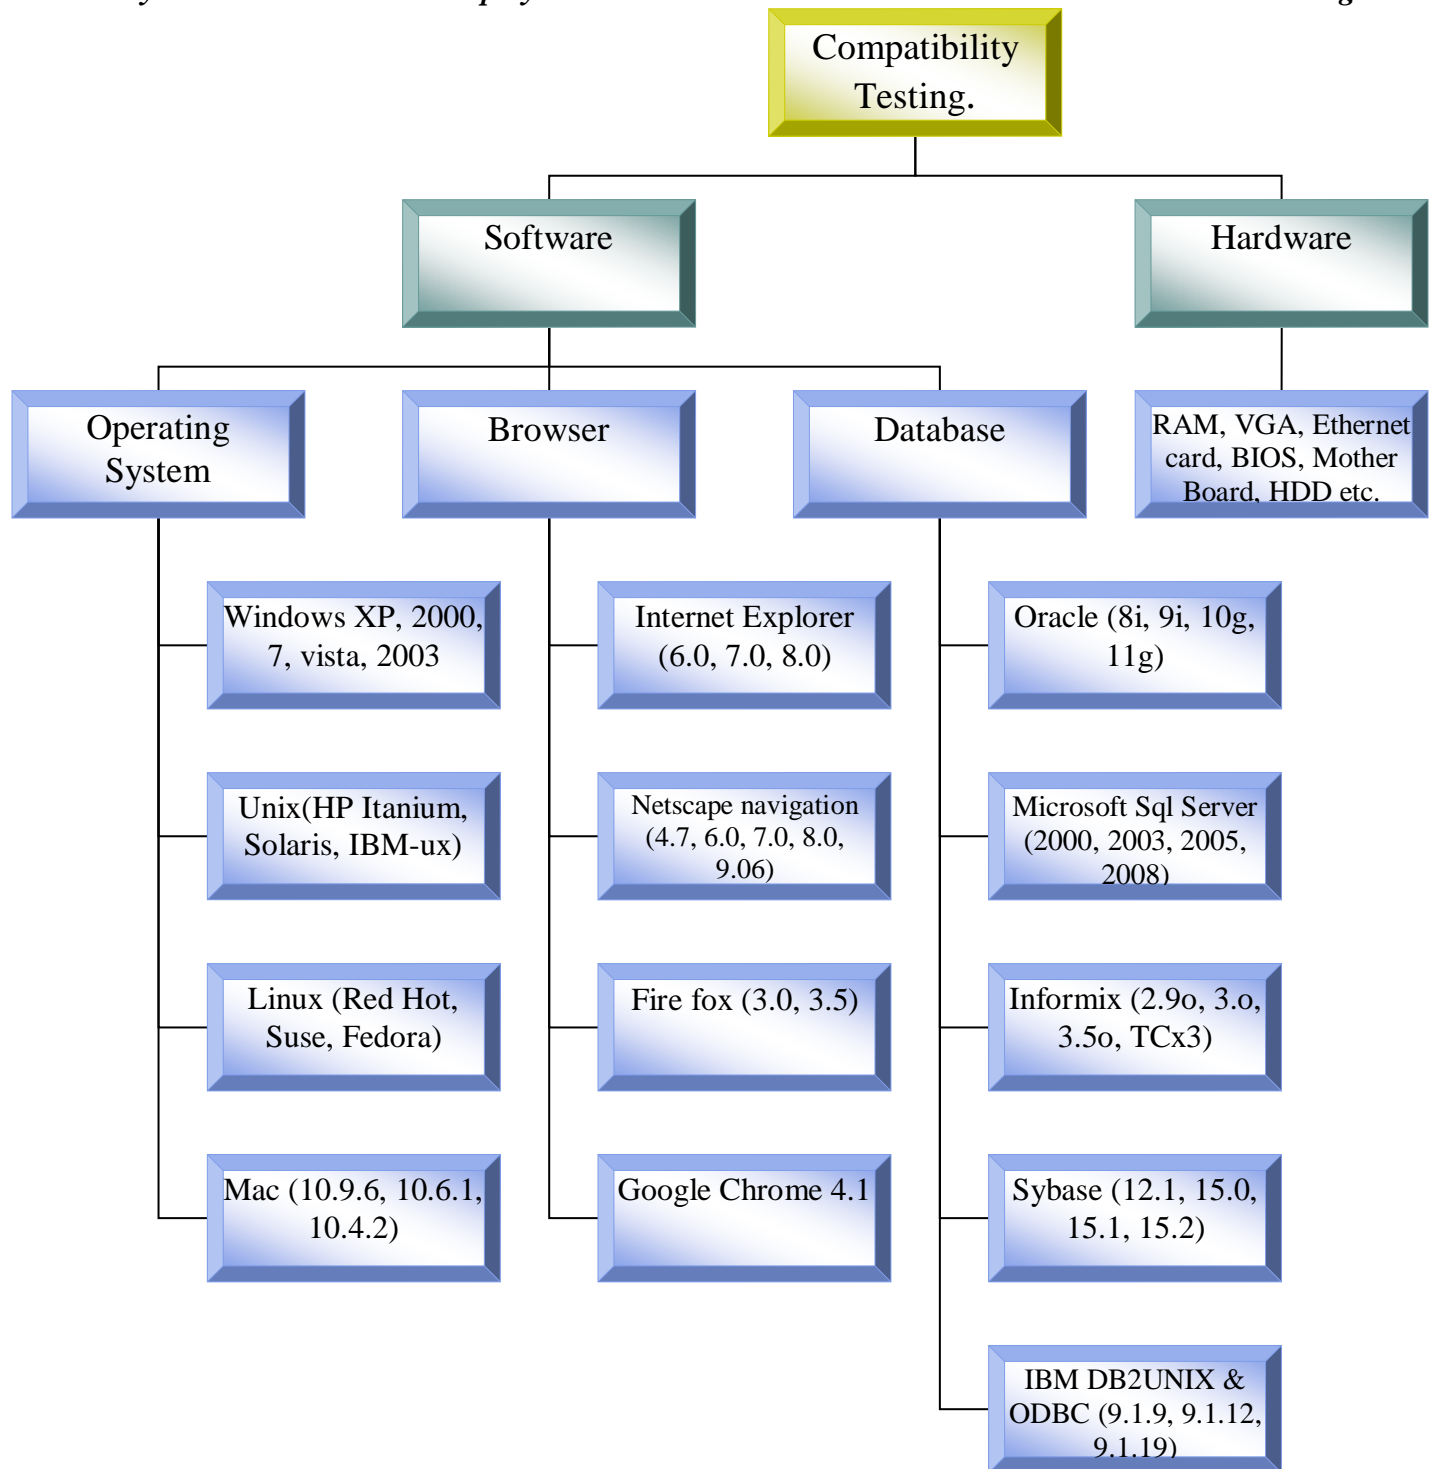 Compatibility
Testing.
Software
Hardware
Operating
System
Browser
Database
RAM, VGA, Ethernet
card, BIOS, Mother
Board, HDD etc.
Windows XP, 2000,
7, vista, 2003
Internet Explorer
(6.0, 7.0, 8.0)
Oracle (8i, 9i, 10g,
11g)
Unix(HP Itanium,
Solaris, IBM-ux)
Netscape navigation
(4.7, 6.0, 7.0, 8.0,
9.06)
Microsoft Sql Server
(2000, 2003, 2005,
2008)
Linux (Red Hot,
Suse, Fedora)
Fire fox (3.0, 3.5)
Informix (2.9o, 3.o,
3.5o, TCx3)
Mac (10.9.6, 10.6.1,
10.4.2)
Google Chrome 4.1
Sybase (12.1, 15.0,
15.1, 15.2)
IBM DB2UNIX &
ODBC (9.1.9, 9.1.12,
9.1.19)